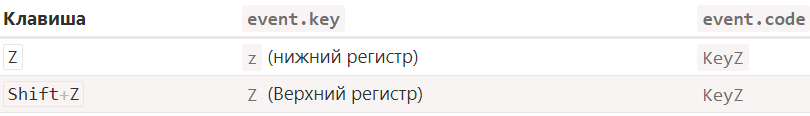 Клавиша event.key event.code
Z z (нижний регистр) KeyZ
Shift+Z Z (Верхний регистр) KeyZ